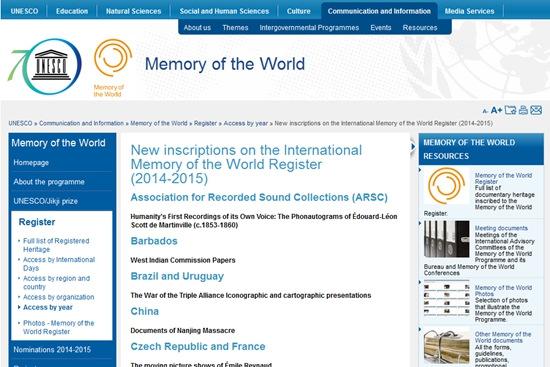 UNESCO
Education
Natural Sciences
Social and Human Sciences
Culture
Communication and Information
Media Services
About us
Themes
Intergovernmental Programmes
Events
Resources
70
UNESCO
Memory of
the World
Memory of the World
A-
A+
UNESCO » Communication and Information » Memory of the World » Register » Access by year » New inscriptions on the International Memory of the World Register (2014-2015)
Memory of the World
Homepage
About the programme
UNESCO/Jikji prize
Register
Full list of Registered
Heritage
Access by International
Days
Access by region and
country
Access by organization
Access by year
Photos - Memory of the
World Register
Nominations 2014-2015
New inscriptions on the International
Memory of the World Register
(2014-2015)
Association for Recorded Sound Collections (ARSC)
Humanity's First Recordings of its Own Voice: The Phonautograms of Édouard-Léon
Scott de Martinville (c.1853-1860)
Barbados
West Indian Commission Papers
Brazil and Uruguay
The War of the Triple Alliance Iconographic and cartographic presentations
China
Documents of Nanjing Massacre
Czech Republic and France
The moving picture shows of Émile Reynaud
MEMORY OF THE WORLD
RESOURCES
Memory of the World
Register
Full list of
documentary heritage
inscribed to the
Memory of the World
Register.
Meeting documents
Meetings of the
International Advisory
Committees of the
Memory of the World
Programme and its
Bureau and Memory of the World
Conferences
Memory of the World
Photos
Selection of photos
that illustrate the
Memory of the World
Programme.
Other Memory of the
World documents
All the forms,
guidelines,
publications,
promotional